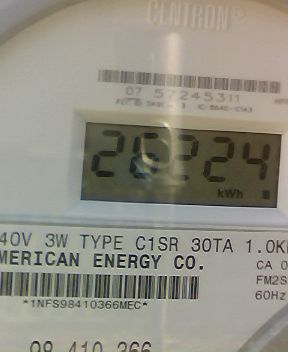 CENTRON®
07 57245311
26224
kWh
40V 3W TYPE C1SR 30TA 1.0K
MERICAN ENERGY CO.
CA 0
FM2S
60Hz
*1NFS98410366MEC*
98 410 366